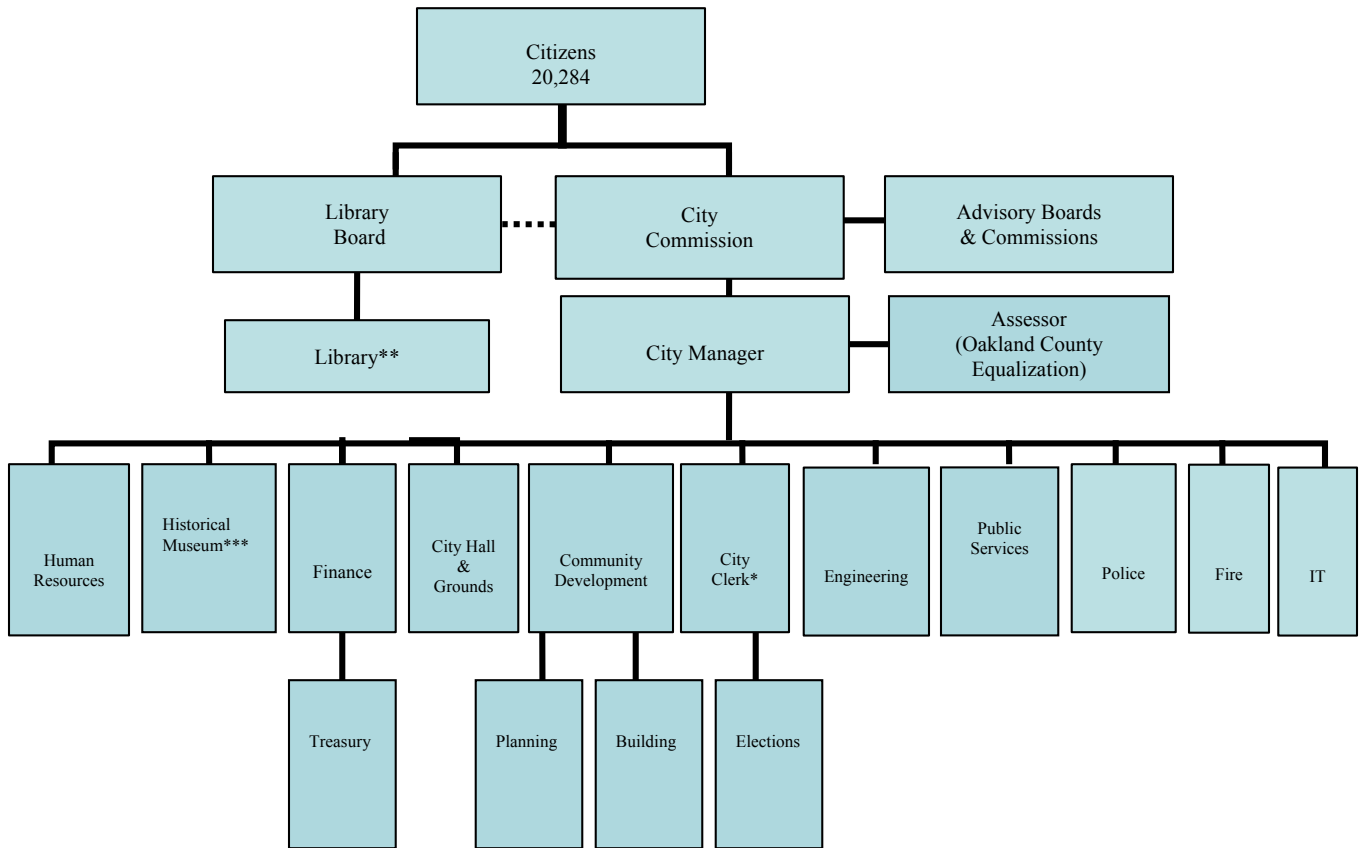 Citizens
20,284
Library
Board
City
Commission
Advisory Boards
& Commissions
Library**
City Manager
Assessor
(Oakland County
Equalization)
Human
Resources
Historical
Museum***
Finance
City Hall
&
Grounds
Community
Development
City
Clerk*
Engineering
Public
Services
Police
Fire
IT
Treasury
Planning
Building
Elections